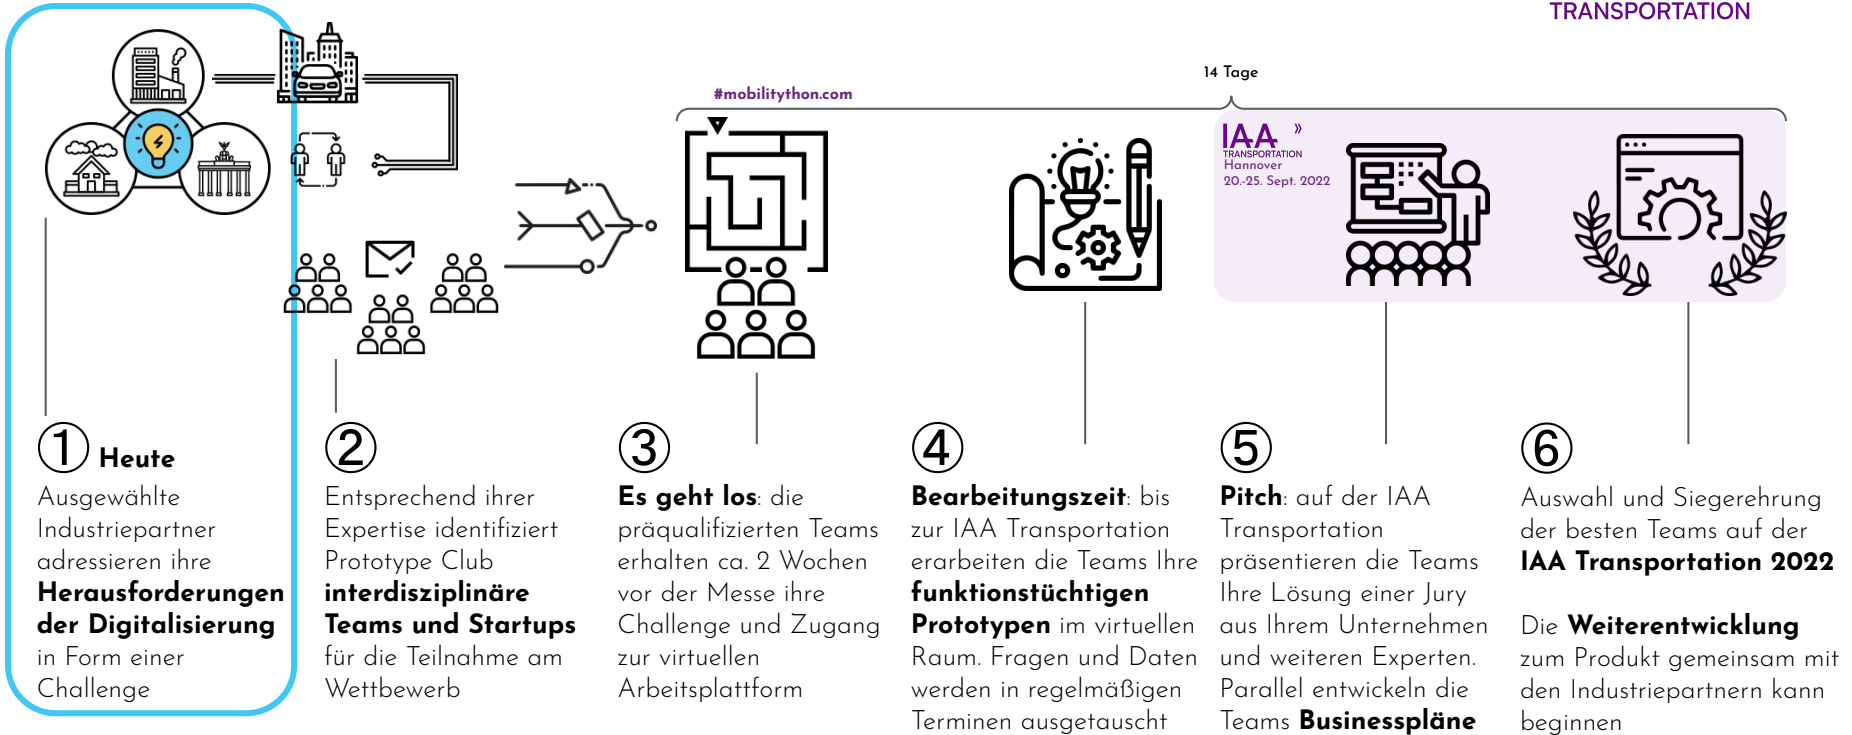 TRANSPORTATION
14 Tage
#mobilitython.com
IAA »
TRANSPORTATION
Hannover
20.-25. Sept. 2022
1 Heute
Ausgewählte
Industriepartner
adressieren ihre
Herausforderungen
der Digitalisierung
in Form einer
Challenge
2
Entsprechend ihrer
Expertise identifiziert
Prototype Club
interdisziplinäre
Teams und Startups
für die Teilnahme am
Wettbewerb
3
Es geht los: die
präqualifizierten Teams
erhalten ca. 2 Wochen
vor der Messe ihre
Challenge und Zugang
zur virtuellen
Arbeitsplattform
4
Bearbeitungszeit: bis
zur IAA Transportation
erarbeiten die Teams Ihre
funktionstüchtigen
Prototypen im virtuellen
Raum. Fragen und Daten
werden in regelmäßigen
Terminen ausgetauscht
5
Pitch: auf der IAA
Transportation
präsentieren die Teams
Ihre Lösung einer Jury
aus Ihrem Unternehmen
und weiteren Experten.
Parallel entwickeln die
Teams Businesspläne
6
Auswahl und Siegerehrung
der besten Teams auf der
IAA Transportation 2022
Die Weiterentwicklung
zum Produkt gemeinsam mit
den Industriepartnern kann
beginnen